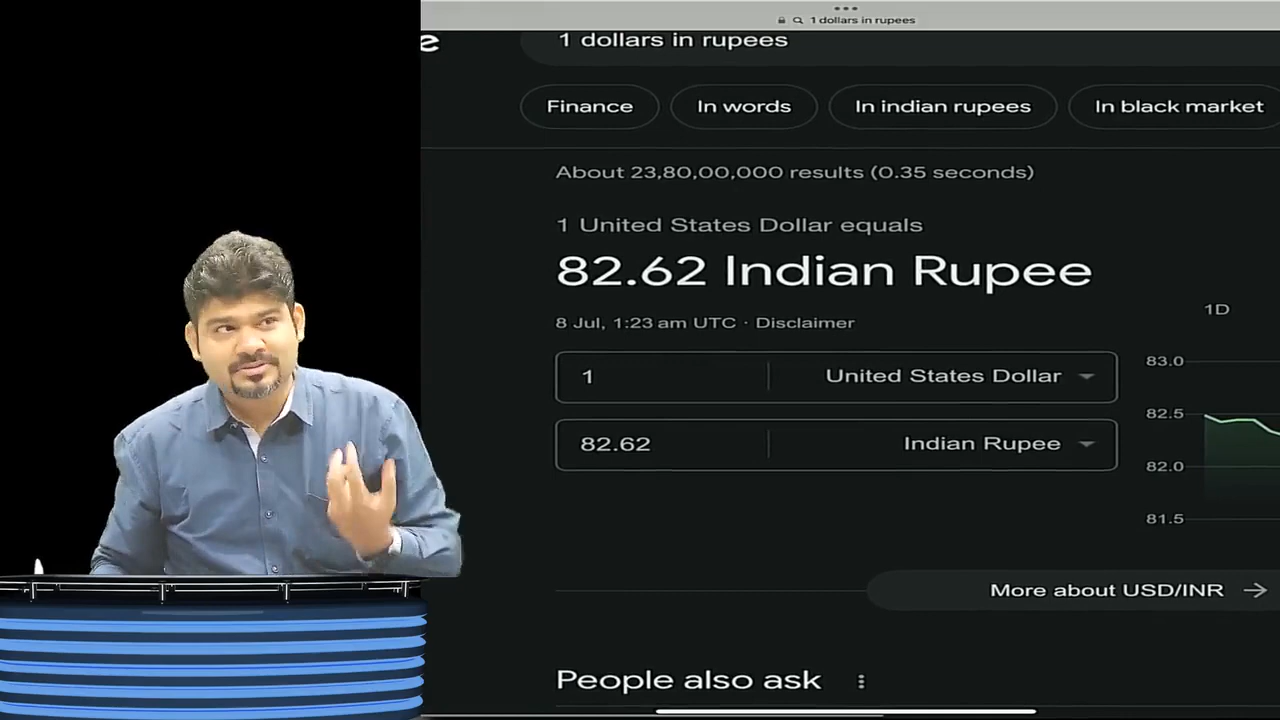 1 dollars in rupees
e
1 dollars in rupees
Finance
In words
In indian rupees
In black market
About 23,80,00,000 results (0.35 seconds)
1 United States Dollar equals
82.62 Indian Rupee
8 Jul, 1:23 am UTC · Disclaimer
1D
1 United States Dollar
82.62 Indian Rupee
83.0
82.5
82.0
81.5
More about USD/INR
People also ask